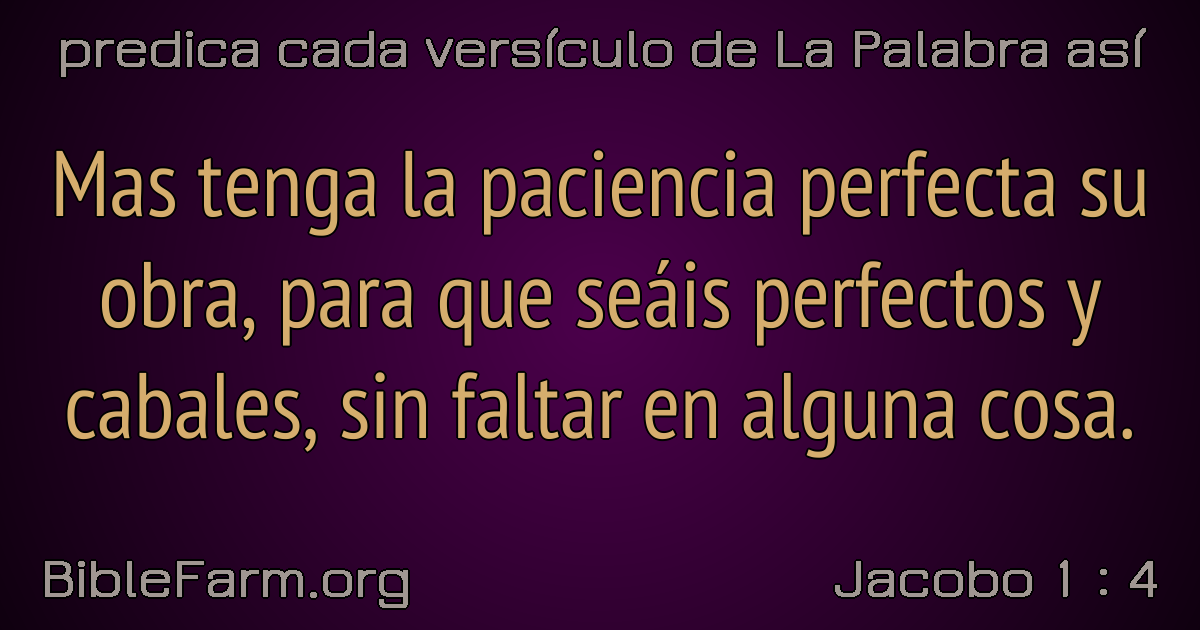 predica cada versículo de La Palabra así
Mas tenga la paciencia perfecta su
obra, para que seáis perfectos y
cabales, sin faltar en alguna cosa.
BibleFarm.org
Jacobo 1 : 4